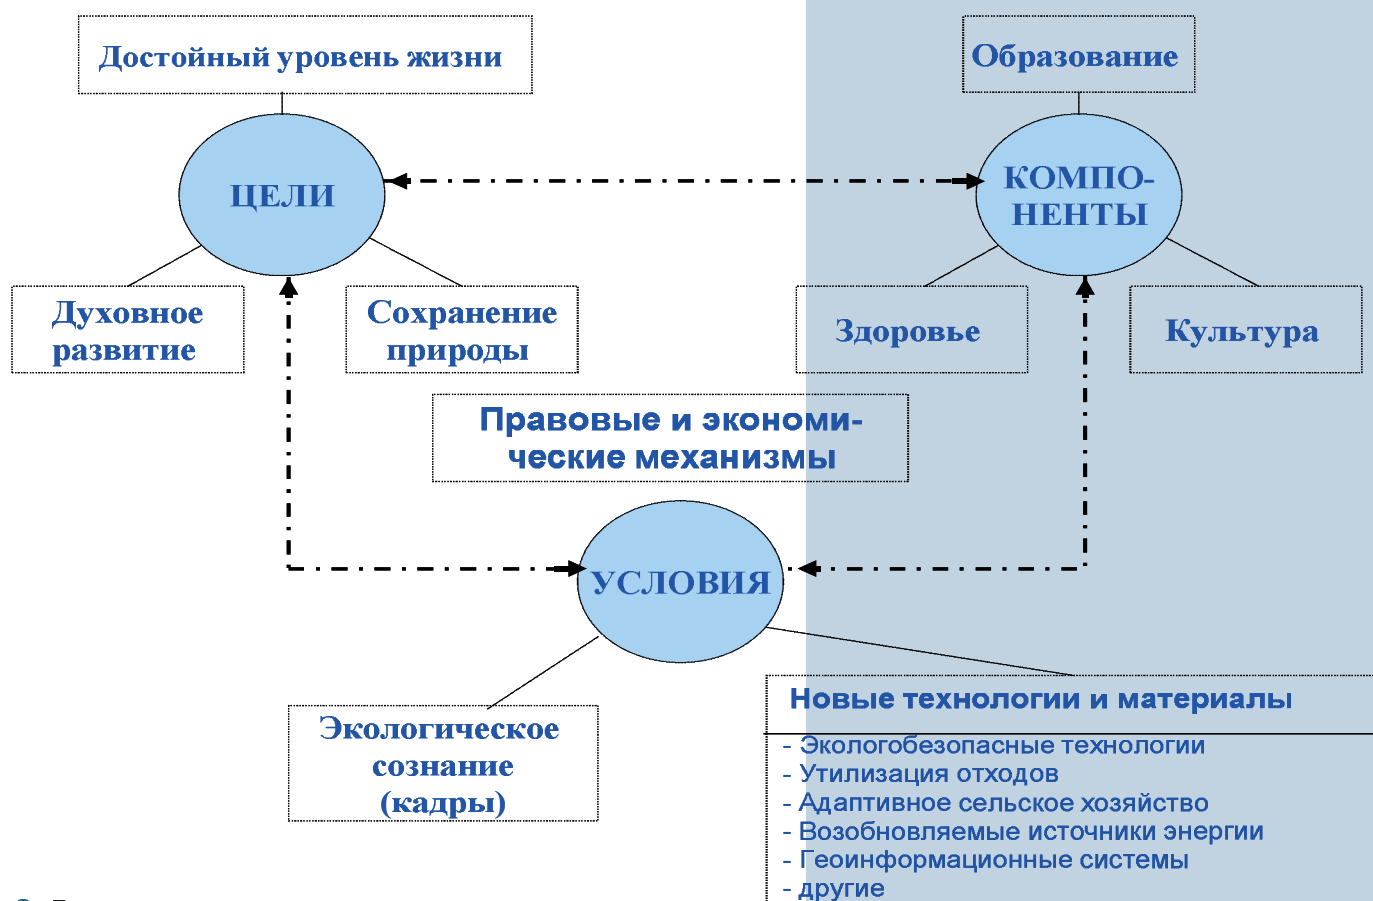 Достойный уровень жизни
Образование
ЦЕЛИ
КОМПО-
НЕНТЫ
Духовное
развитие
Сохранение
природы
Здоровье
Культура
Правовые и экономи-
ческие механизмы
УСЛОВИЯ
Экологическое
сознание
(кадры)
Новые технологии и материалы
- Экологобезопасные технологии
- Утилизация отходов
- Адаптивное сельское хозяйство
- Возобновляемые источники энергии
- Геоинформационные системы
- другие